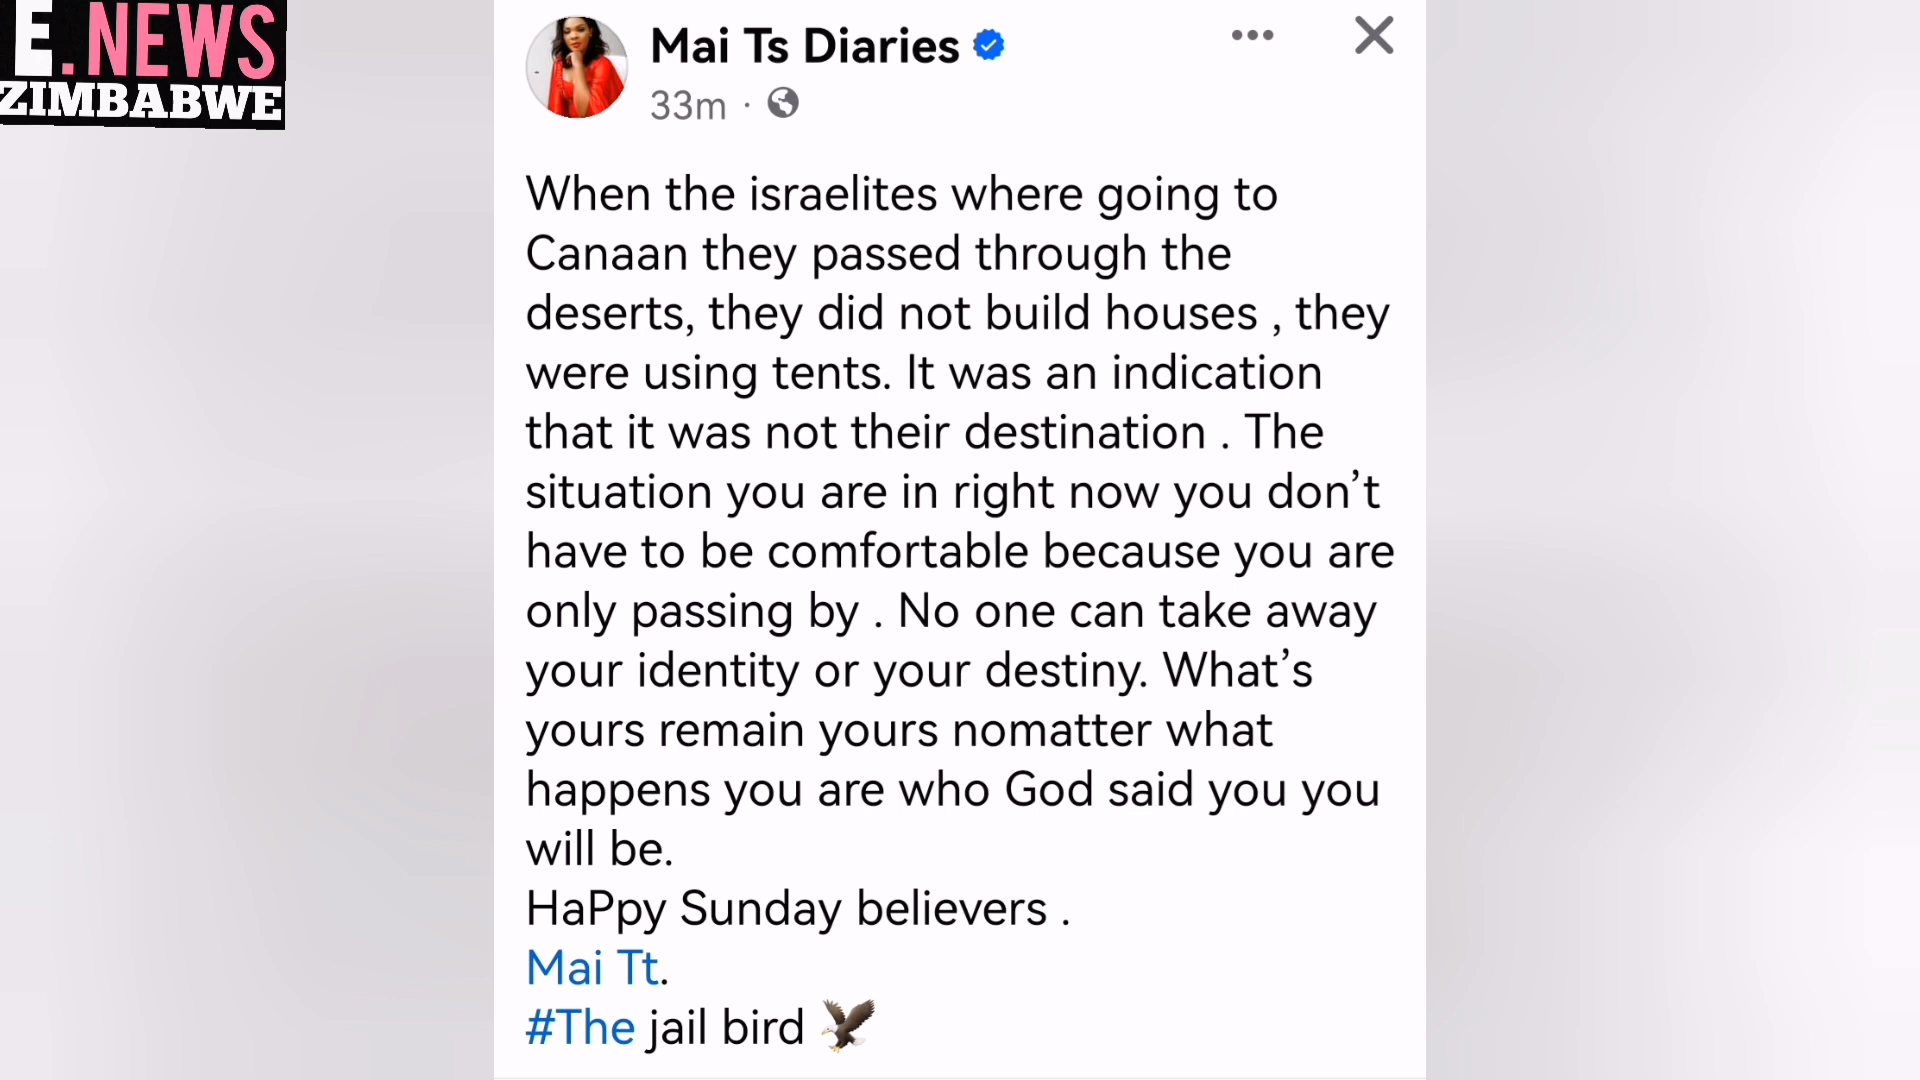 E.NEWS
ZIMBABWE
Mai Ts Diaries
33m ·
When the israelites where going to
Canaan they passed through the
deserts, they did not build houses , they
were using tents. It was an indication
that it was not their destination . The
situation you are in right now you don’t
have to be comfortable because you are
only passing by . No one can take away
your identity or your destiny. What’s
yours remain yours nomatter what
happens you are who God said you you
will be.
HaPpy Sunday believers .
Mai Tt.
#The jail bird 🦅